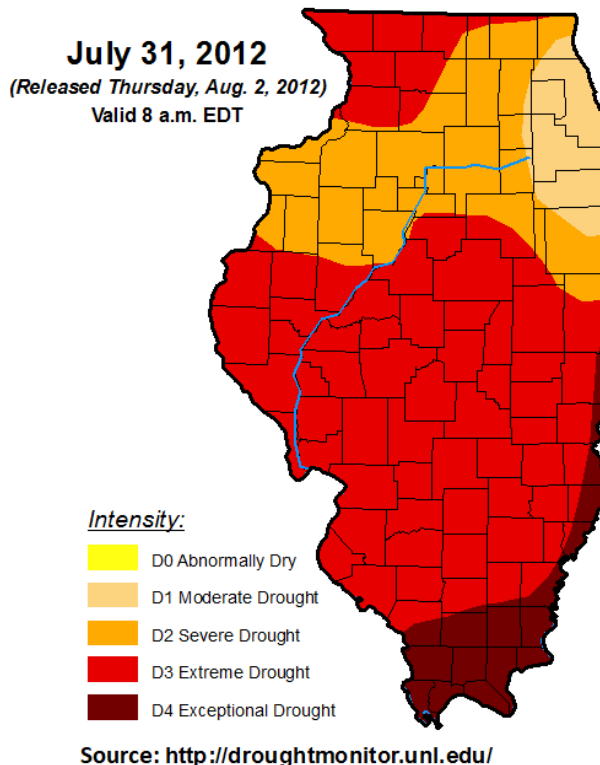 July 31, 2012
(Released Thursday, Aug. 2, 2012)
Valid 8 a.m. EDT
Intensity:
D0 Abnormally Dry
D1 Moderate Drought
D2 Severe Drought
D3 Extreme Drought
D4 Exceptional Drought
Source: http://droughtmonitor.unl.edu/